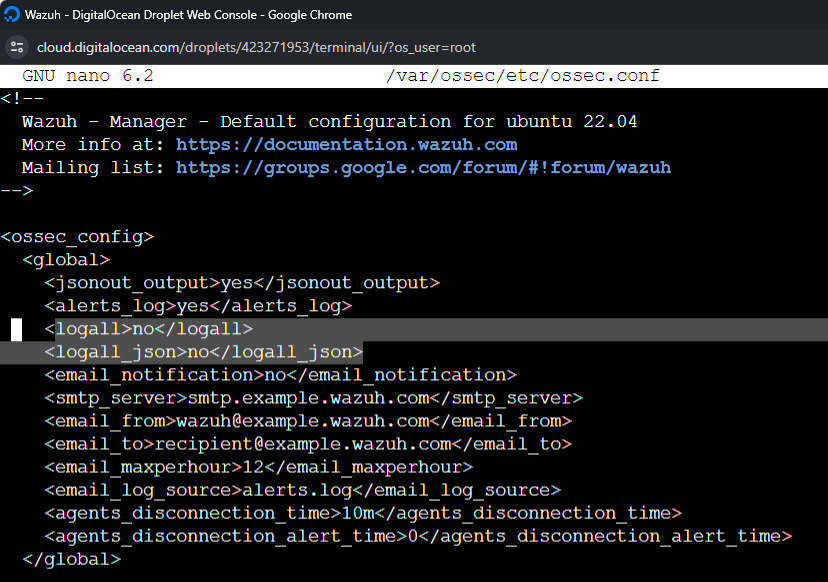 Wazuh - DigitalOcean Droplet Web Console - Google Chrome
cloud.digitalocean.com/droplets/423271953/terminal/ui/?os_user=root
GNU nano 6.2 /var/ossec/etc/ossec.conf
<!--
Wazuh - Manager - Default configuration for ubuntu 22.04
More info at: https://documentation.wazuh.com
Mailing list: https://groups.google.com/forum/#!forum/wazuh
-->
<ossec_config>
<global>
<jsonout_output>yes</jsonout_output>
<alerts_log>yes</alerts_log>
<logall>no</logall>
<logall_json>no</logall_json>
<email_notification>no</email_notification>
<smtp_server>smtp.example.wazuh.com</smtp_server>
<email_from>wazuh@example.wazuh.com</email_from>
<email_to>recipient@example.wazuh.com</email_to>
<email_maxperhour>12</email_maxperhour>
<email_log_source>alerts.log</email_log_source>
<agents_disconnection_time>10m</agents_disconnection_time>
<agents_disconnection_alert_time>0</agents_disconnection_alert_time>
</global>